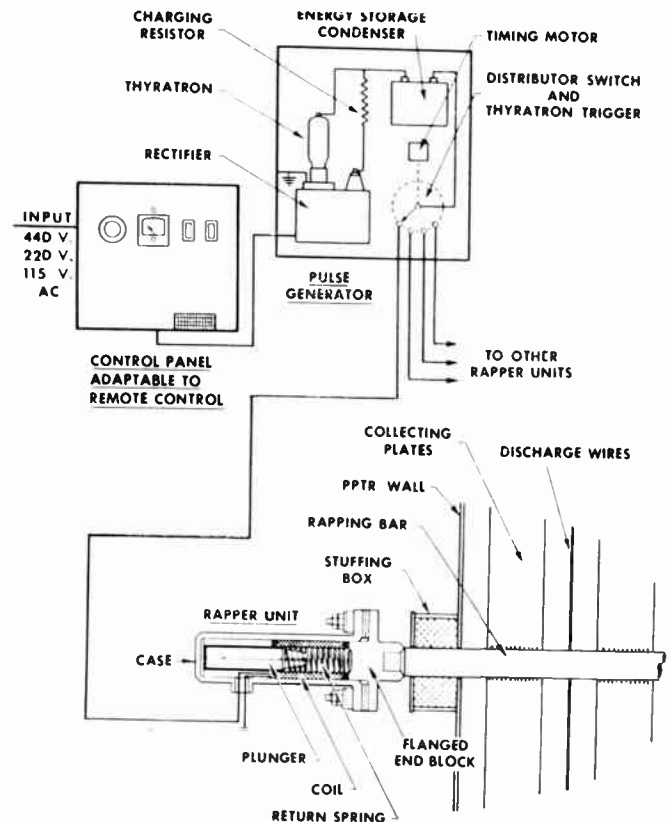 CHARGING
RESISTOR
ENERGY STORAGE
CONDENSER
TIMING MOTOR
THYRATRON
DISTRIBUTOR SWITCH
AND
THYRATRON TRIGGER
RECTIFIER
INPUT
44D V.
22D V.
115 V.
AC
PULSE
GENERATOR
CONTROL PANEL
ADAPTABLE TO
REMOTE CONTROL
TO OTHER
RAPPER UNITS
COLLECTING
PLATES
DISCHARGE WIRES
PPTR WALL
RAPPING BAR
STUFFING
BOX
RAPPER UNIT
CASE
PLUNGER
FLANGED
END BLOCK
COIL
RETURN SPRING